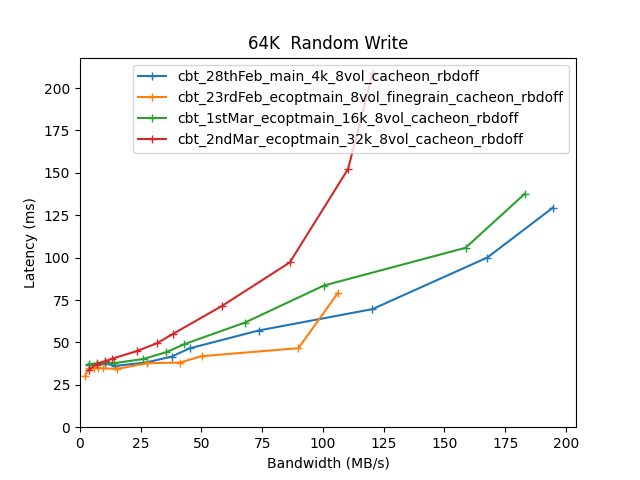 64K  Random Write
cbt_28thFeb_main_4k_8vol_cacheon_rbdoff
cbt_23rdFeb_ecoptmain_8vol_finegrain_cacheon_rbdoff
cbt_1stMar_ecoptmain_16k_8vol_cacheon_rbdoff
cbt_2ndMar_ecoptmain_32k_8vol_cacheon_rbdoff
Latency (ms)
200
175
150
125
100
75
50
25
0
0 25 50 75 100 125 150 175 200
Bandwidth (MB/s)